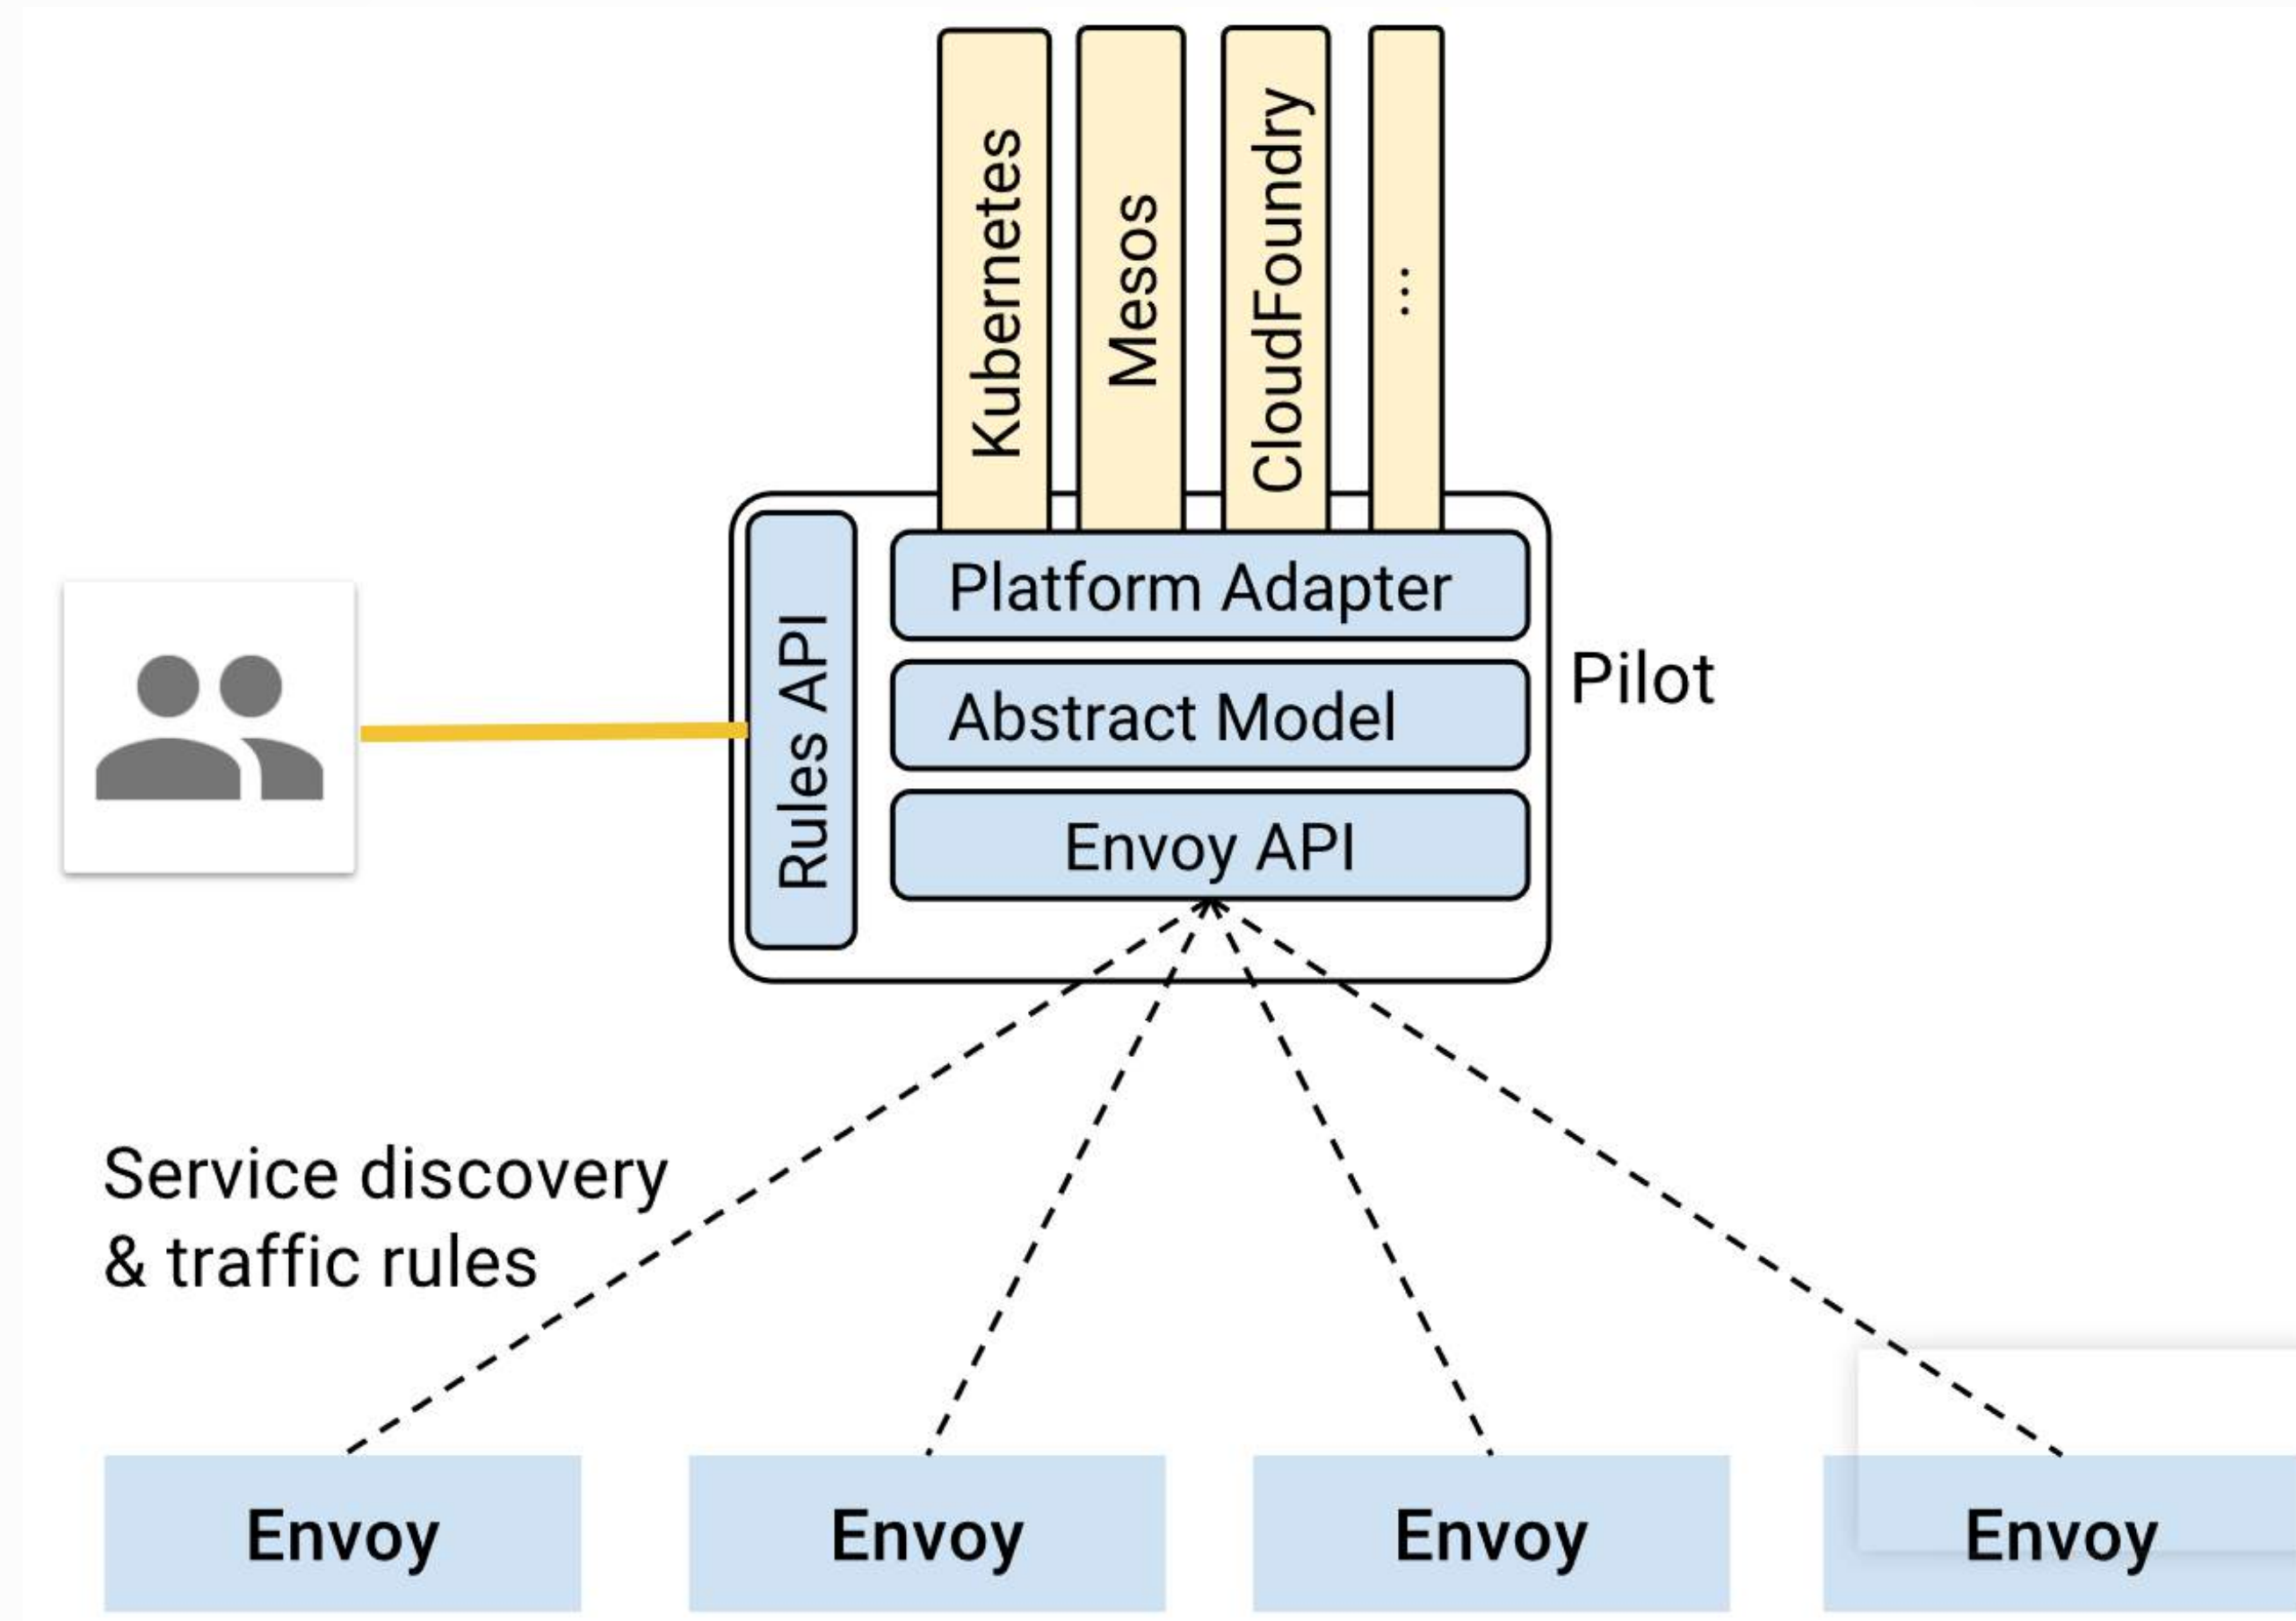 Kubernetes
Mesos
CloudFoundry
...
Rules API
Platform Adapter
Abstract Model
Envoy API
Pilot
Service discovery
& traffic rules
Envoy
Envoy
Envoy
Envoy